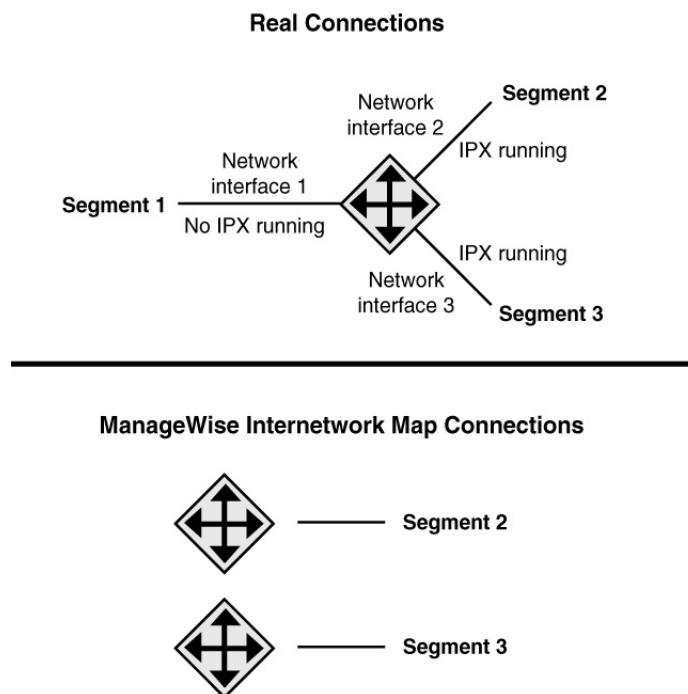 Real Connections
Network
interface 2
Segment 2
IPX running
Network
interface 1
Segment 1
No IPX running
IPX running
Network
interface 3
Segment 3
ManageWise Internetwork Map Connections
Segment 2
Segment 3